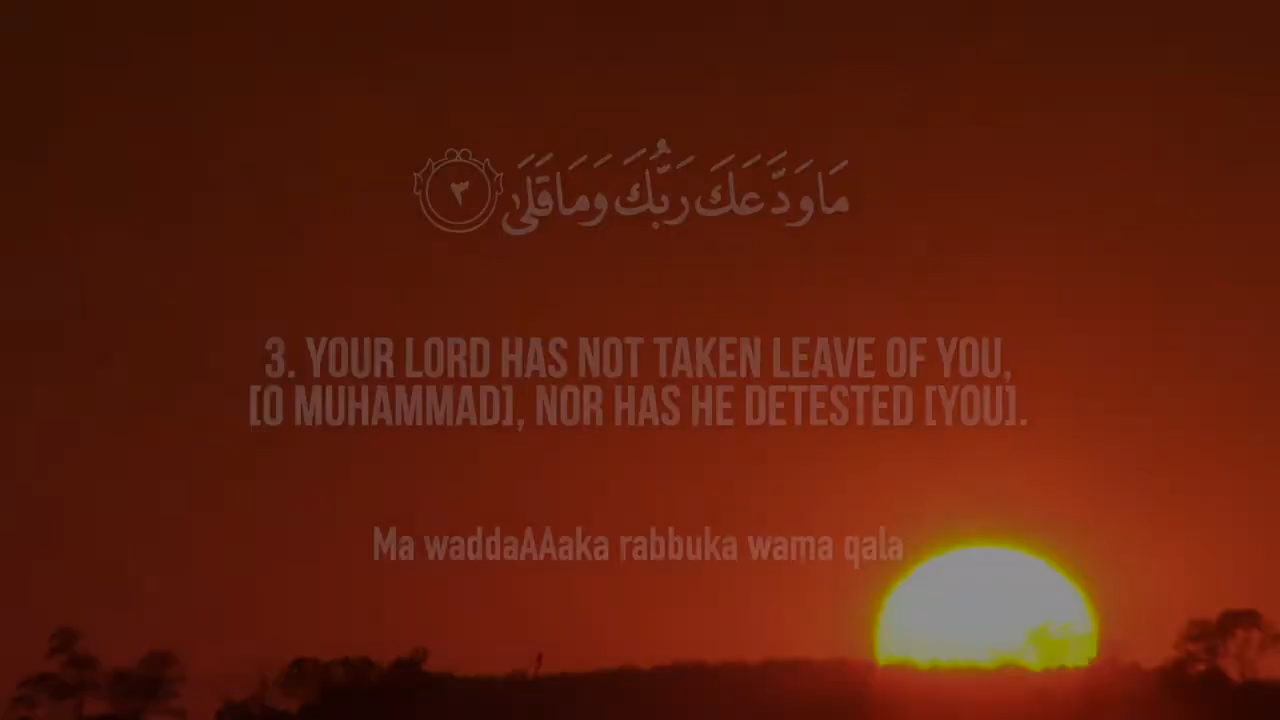 مَا وَدَّعَكَ رَبُّكَ وَمَا قَلَىٰ ٣
3. YOUR LORD HAS NOT TAKEN LEAVE OF YOU,
[O MUHAMMAD], NOR HAS HE DETESTED [YOU].
Ma waddaAAaka rabbuka wama qala